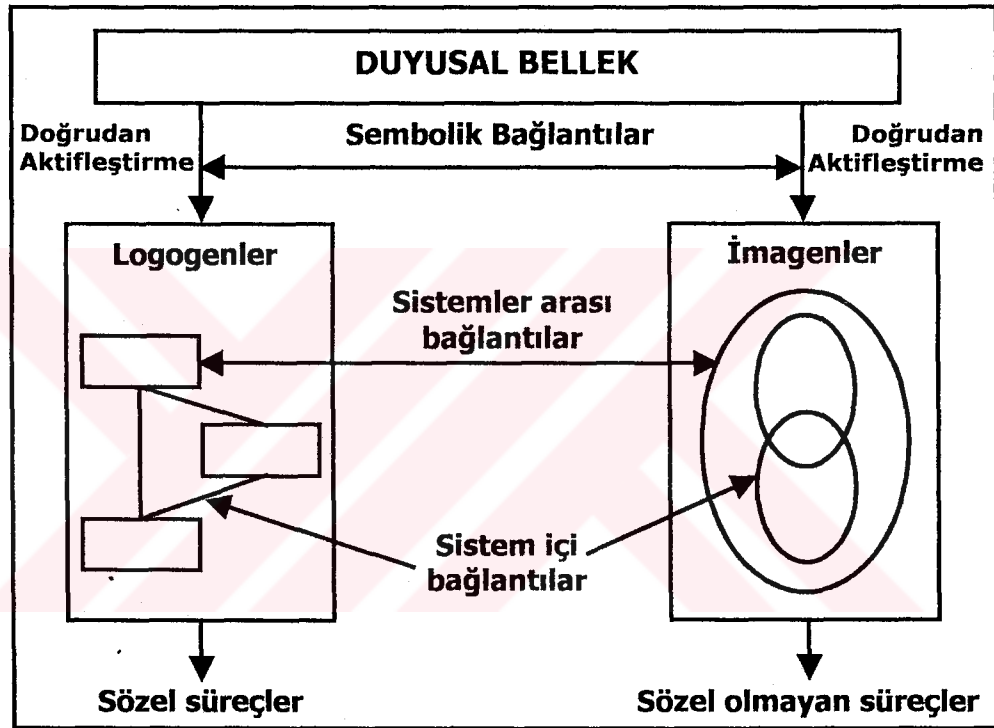 DUYUSAL BELLEK
Doğrudan
Aktifleştirme
Sembolik Bağlantılar
Doğrudan
Aktifleştirme
Logogenler
İmagenler
Sistemler arası
bağlantılar
Sistem içi
bağlantılar
Sözel süreçler
Sözel olmayan süreçler